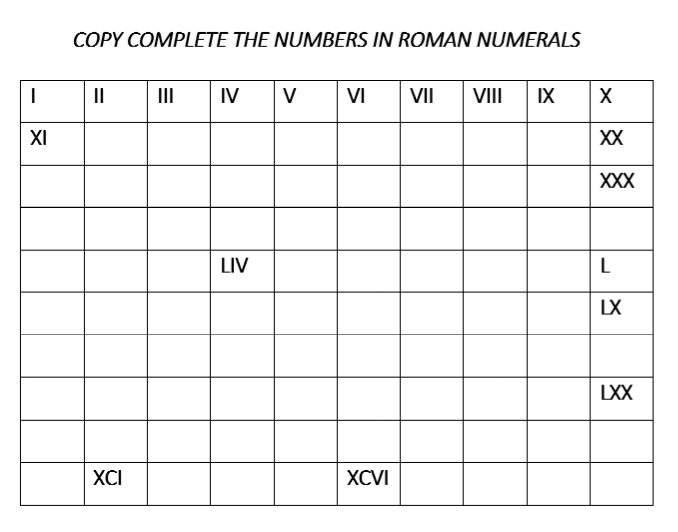 COPY COMPLETE THE NUMBERS IN ROMAN NUMERALS
I II III IV V VI VII VIII IX X
XI XX
XXX
LIV L
LX
LXX
XCI XCVI